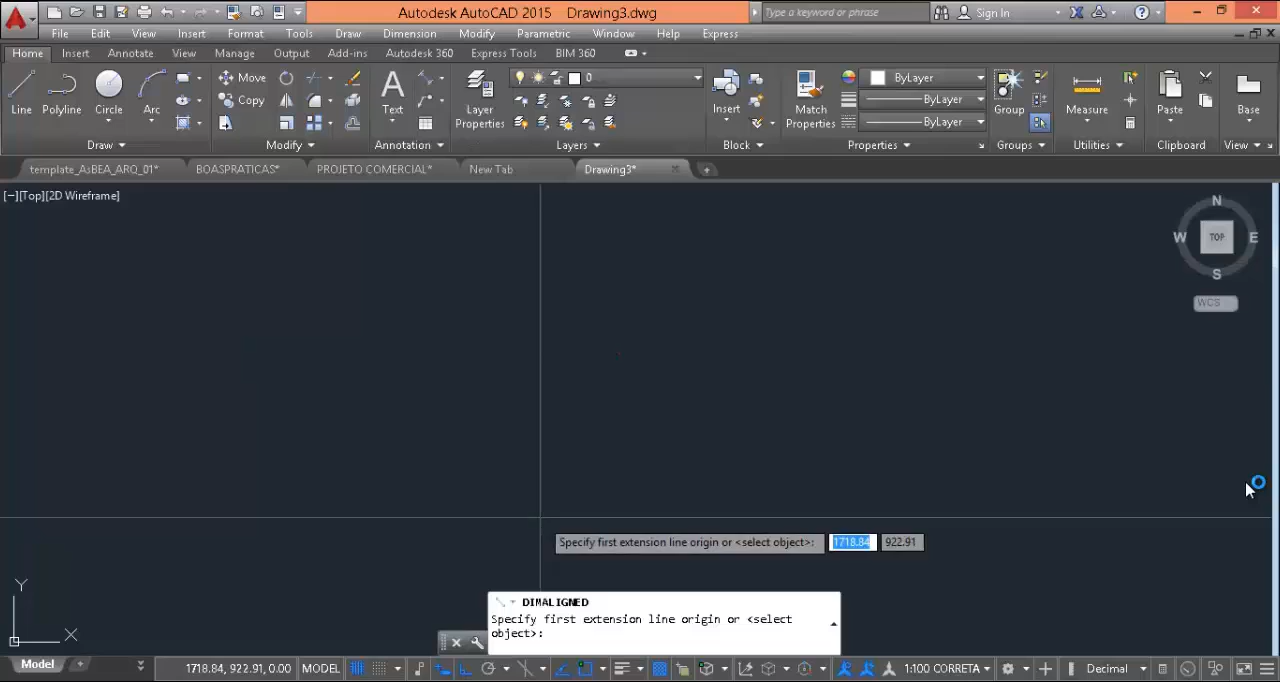 Autodesk AutoCAD 2015 Drawing3.dwg
Type a keyword or phrase
Sign In
File Edit View Insert Format Tools Draw Dimension Modify Parametric Window Help Express
Home Insert Annotate View Manage Output Add-ins Autodesk 360 Express Tools BIM 360
Move
0
ByLayer
Copy
ByLayer
Line Polyline Circle Arc Text Layer Properties Insert Match Properties Group Measure Paste Base
ByLayer
Draw Modify Annotation Layers Block Properties Groups Utilities Clipboard View
template_AsBEA_ARQ_01* BOASPRATICAS* PROJETO COMERCIAL* New Tab Drawing3*
[−][Top][2D Wireframe]
N
W TOP E
S
WCS
Specify first extension line origin or <select object>: 1718.84 922.91
Y
X
DIMALIGNED
Specify first extension line origin or <select
object>:
Model
1718.84, 922.91, 0.00 MODEL 1:100 CORRETA Decimal